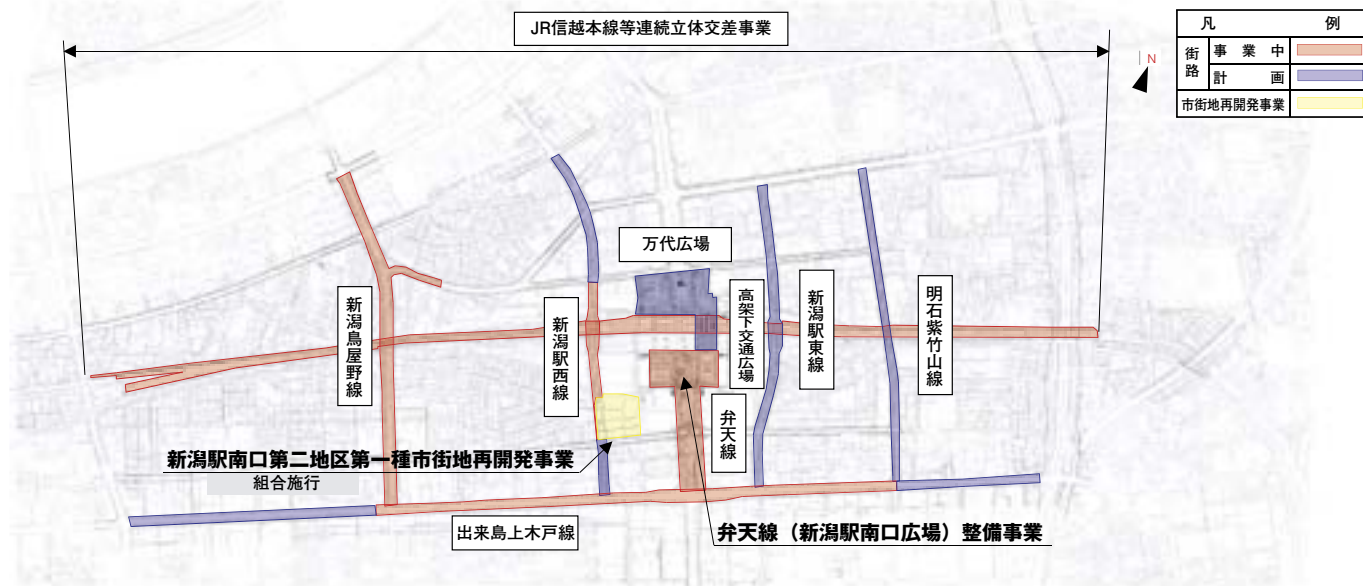 JR信越本線等連続立体交差事業
凡 例
街路
事業中
計画
市街地再開発事業
N
万代広場
新潟鳥屋野線
新潟駅西線
高架下交通広場
新潟駅東線
明石紫竹山線
弁天線
新潟駅南口第二地区第一種市街地再開発事業
組合施行
出来島上木戸線
弁天線（新潟駅南口広場）整備事業